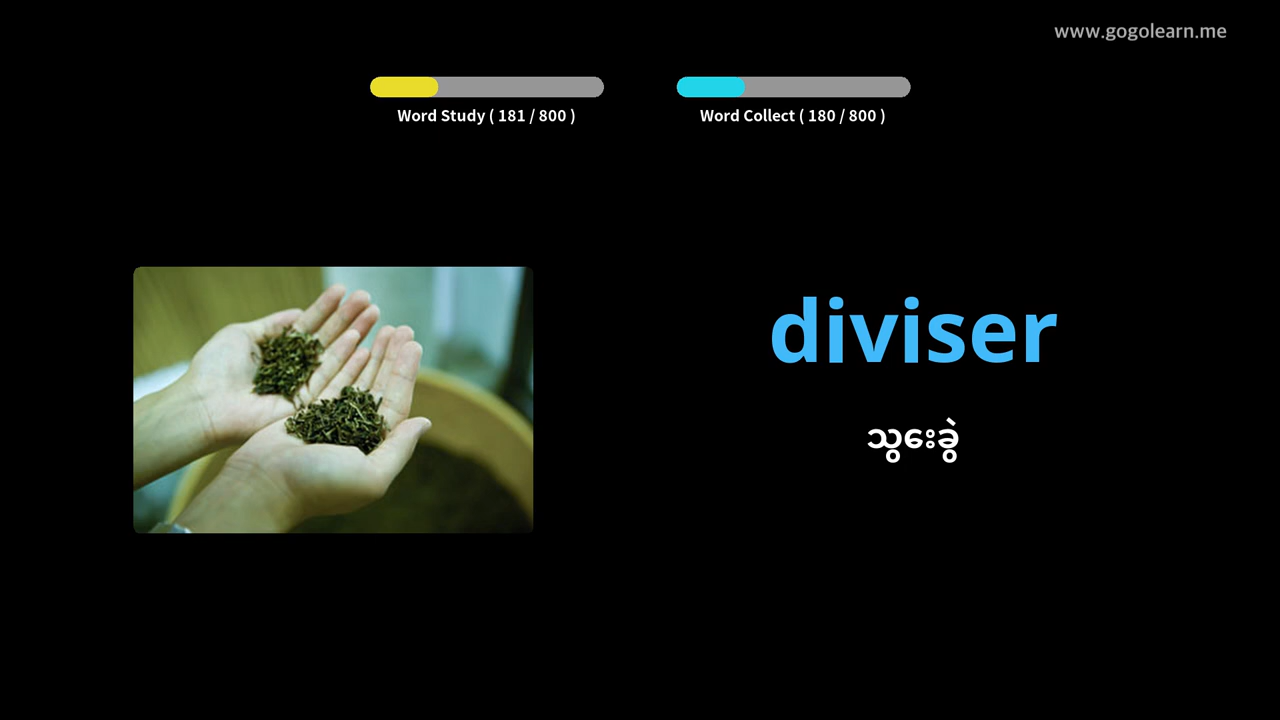 www.gogolearn.me
Word Study ( 181 / 800 )
Word Collect ( 180 / 800 )
diviser
သွေးခွဲ